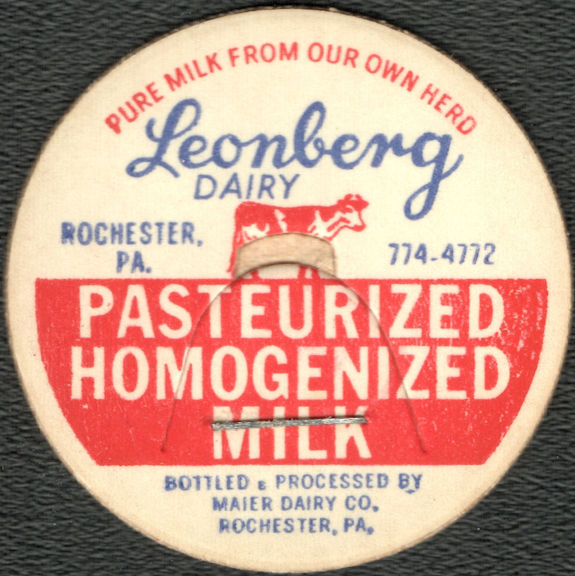 PURE MILK FROM OUR OWN HERD
Leonberg
DAIRY
ROCHESTER,
PA.
774-4772
PASTEURIZED
HOMOGENIZED
MILK
BOTTLED & PROCESSED BY
MAIER DAIRY CO.
ROCHESTER, PA.